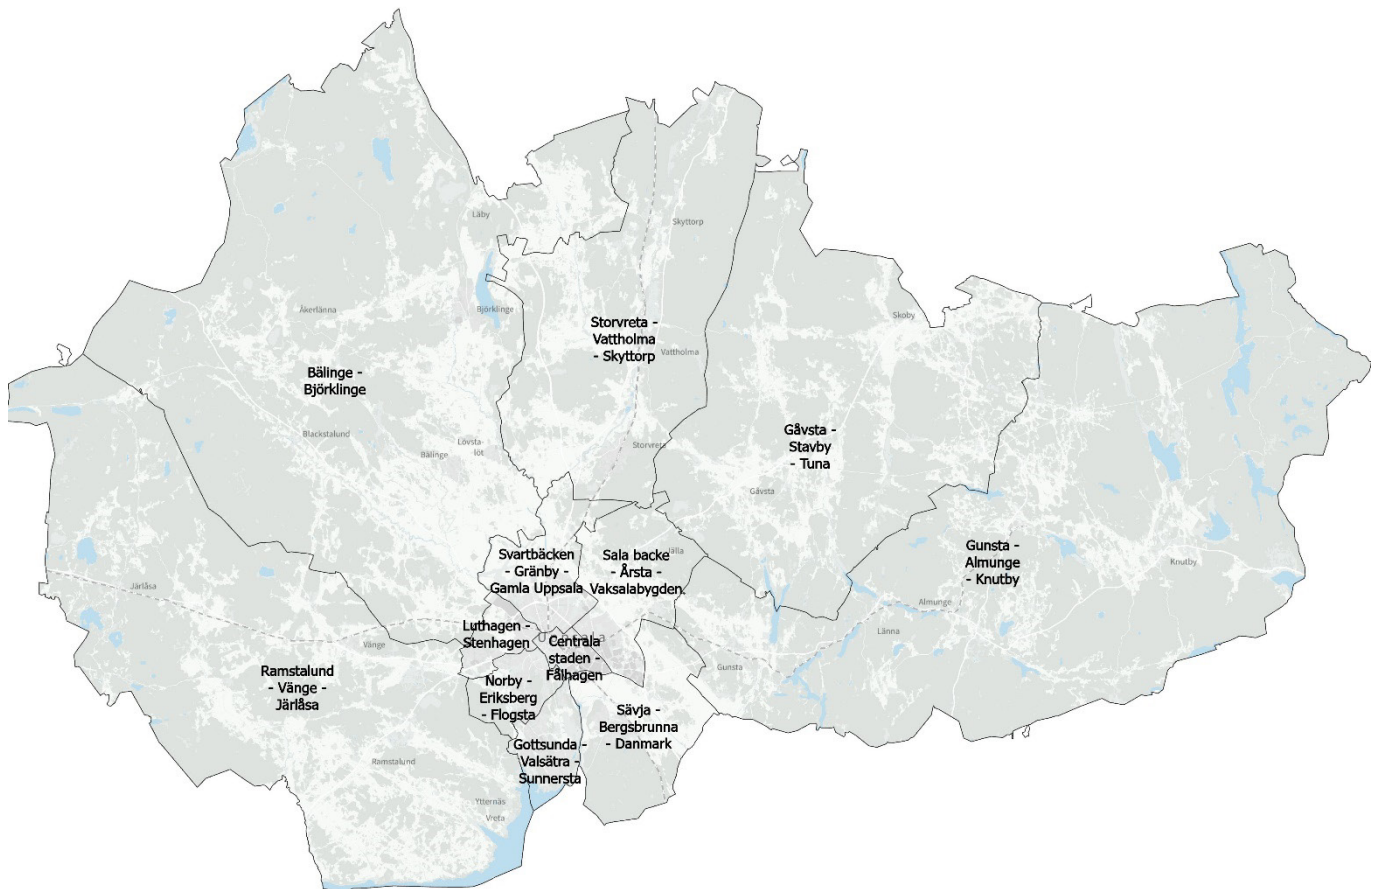 Läby
Skyttorp
Åkerlänna
Björklinge
Skoby
Storvreta -
Vattholma
- Skyttorp
Vattholma
Bälinge -
Björklinge
Blackstalund
Lövsta-
löt
Bälinge
Storvreta
Gåvsta -
Stavby
- Tuna
Gåvsta
Svartbäcken
- Gränby -
Gamla Uppsala
Sala backe
- Årsta -
Vaksalabygden
Jälla
Gunsta -
Almunge
- Knutby
Knutby
Järlåsa
Almunge
Länna
Luthagen -
Stenhagen
Uppsala
Centrala
staden -
Fålhagen
Vänge
Gunsta
Ramstalund
- Vänge -
Järlåsa
Norby -
Eriksberg
- Flogsta
Sävja -
Bergsbrunna
- Danmark
Gottsunda -
Valsätra -
Sunnersta
Ramstalund
Ytternäs
Vreta